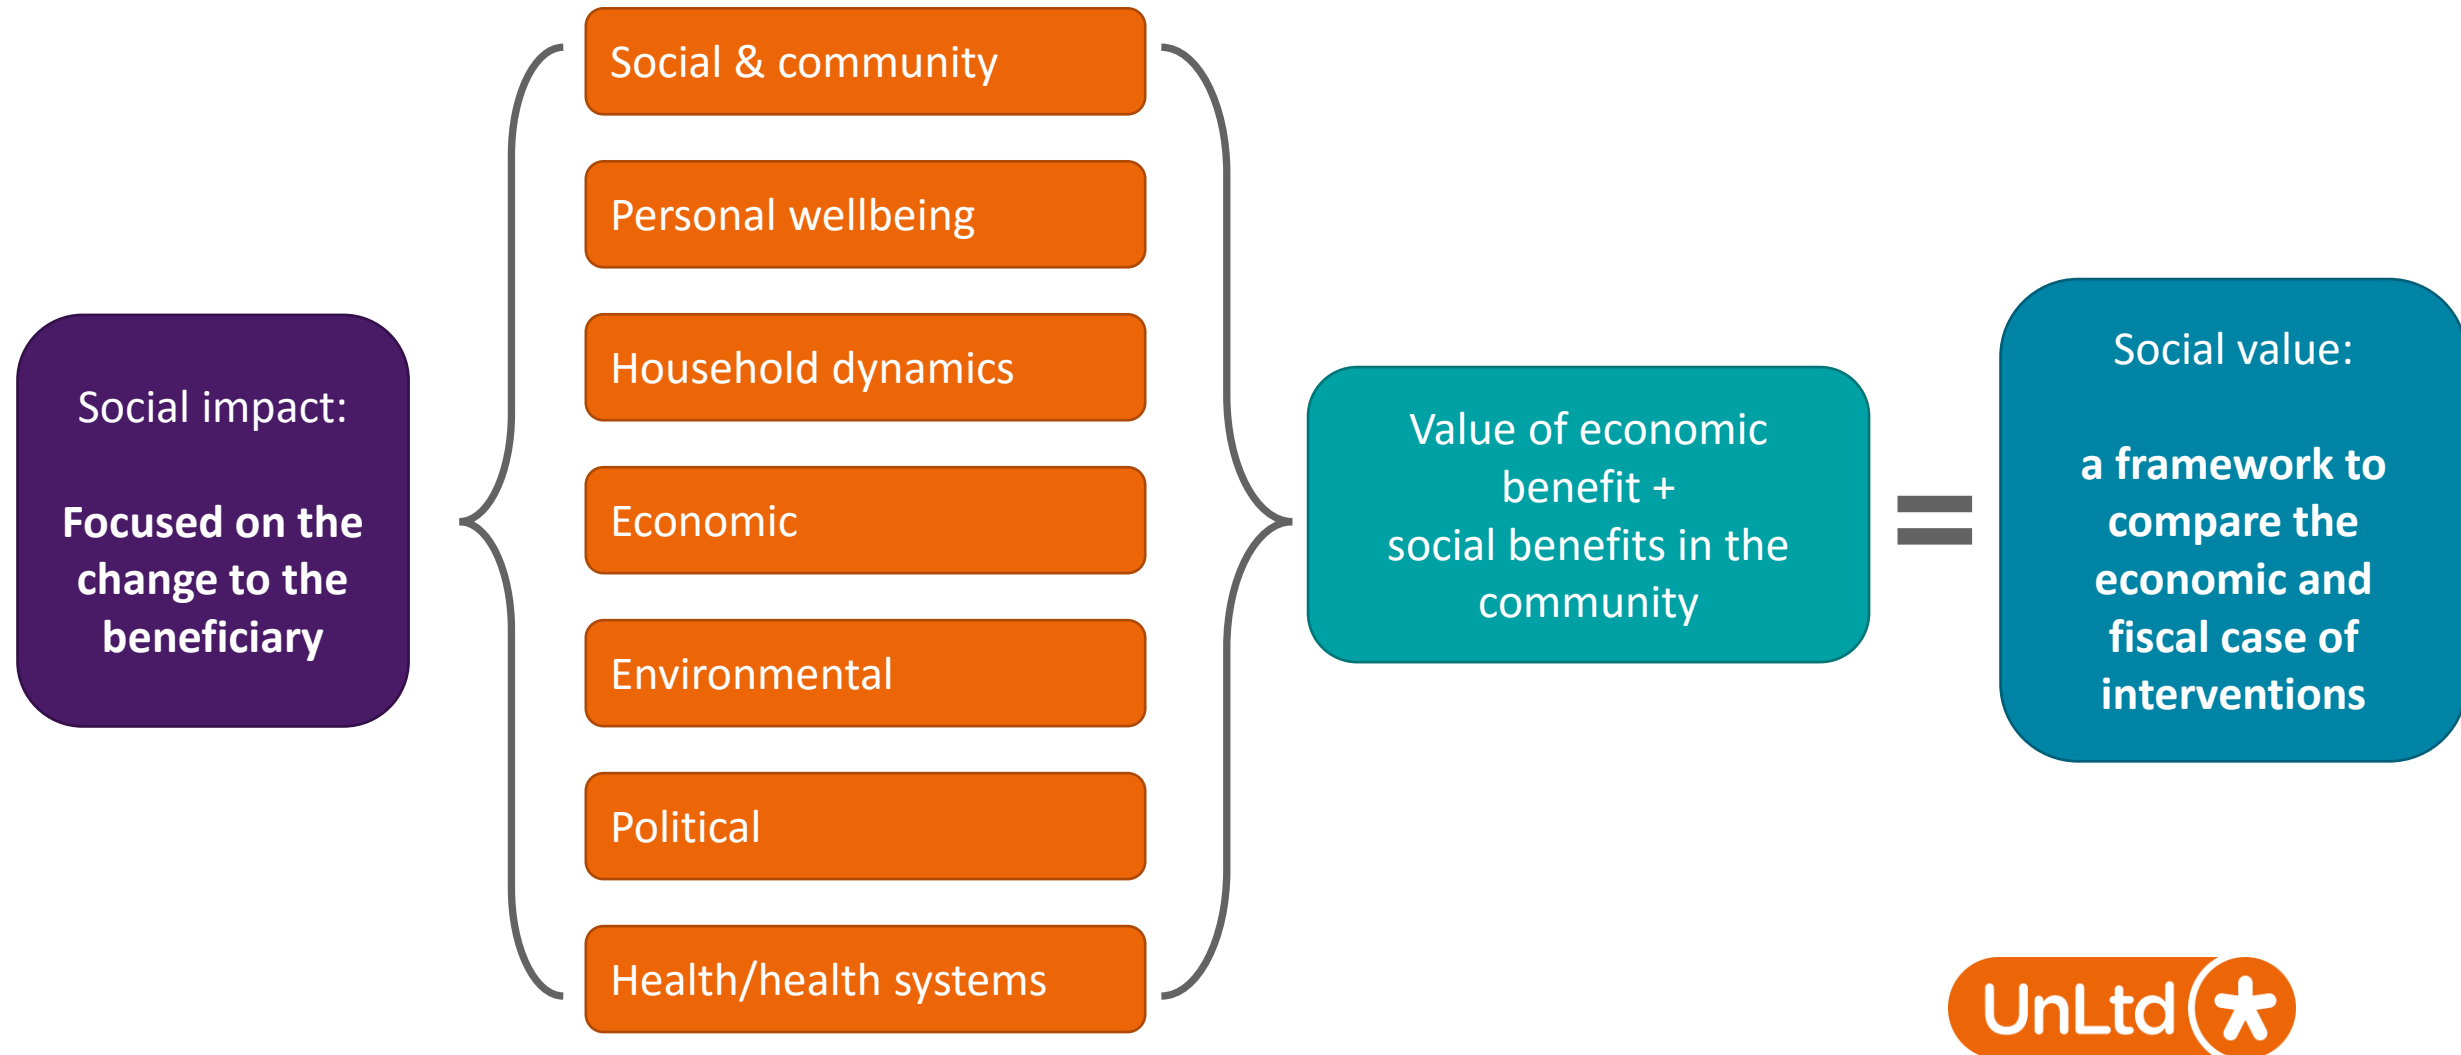 Social impact:
Focused on the
change to the
beneficiary
Social & community
Personal wellbeing
Household dynamics
Economic
Environmental
Political
Health/health systems
Value of economic
benefit +
social benefits in the
community
=
Social value:
a framework to
compare the
economic and
fiscal case of
interventions
UnLtd